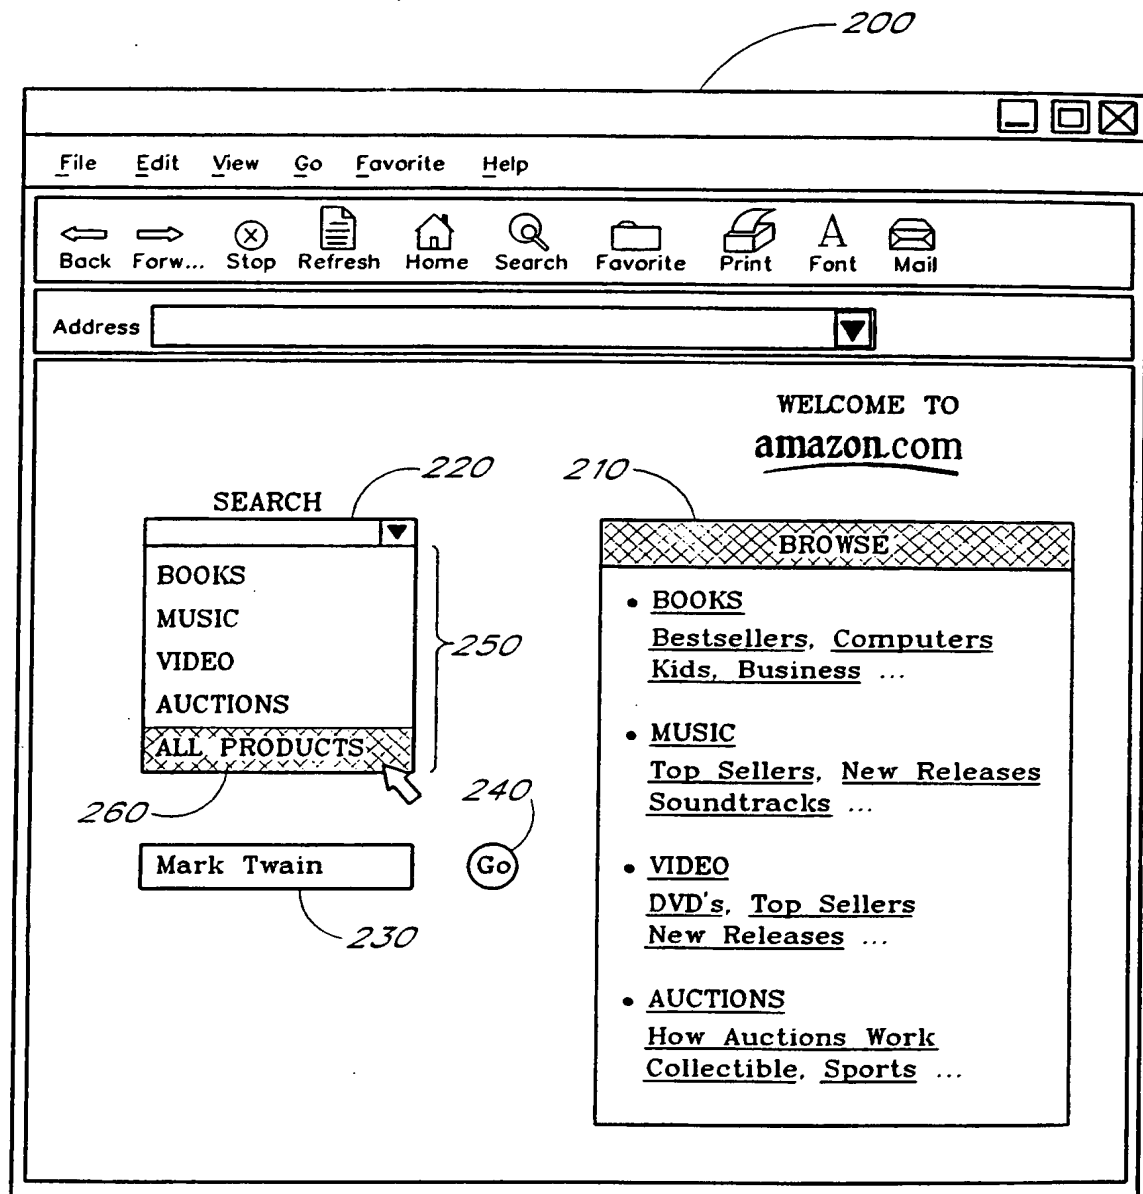 200
File Edit View Go Favorite Help
Back Forw... Stop Refresh Home Search Favorite Print Font Mail
A
Address
WELCOME TO
amazon.com
220
210
SEARCH
BOOKS
MUSIC
VIDEO
AUCTIONS
ALL PRODUCTS
250
260
240
Mark Twain
Go
230
BROWSE
• BOOKS
Bestsellers, Computers
Kids, Business ...
• MUSIC
Top Sellers, New Releases
Soundtracks ...
• VIDEO
DVD's, Top Sellers
New Releases ...
• AUCTIONS
How Auctions Work
Collectible, Sports ...